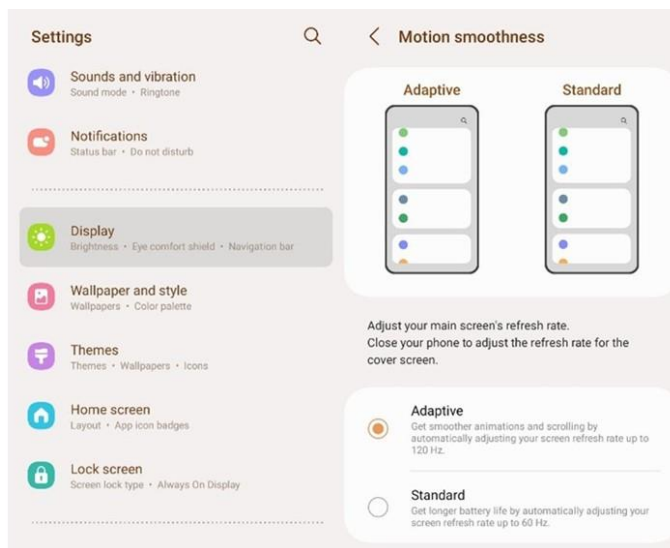 Settings
Sounds and vibration
Sound mode • Ringtone
Notifications
Status bar • Do not disturb
Display
Brightness • Eye comfort shield • Navigation bar
Wallpaper and style
Wallpapers • Color palette
Themes
Themes • Wallpapers • Icons
Home screen
Layout • App icon badges
Lock screen
Screen lock type • Always On Display
Motion smoothness
Adaptive
Standard
Adjust your main screen's refresh rate.
Close your phone to adjust the refresh rate for the
cover screen.
Adaptive
Get smoother animations and scrolling by
automatically adjusting your screen refresh rate up to
120 Hz.
Standard
Get longer battery life by automatically adjusting your
screen refresh rate up to 60 Hz.